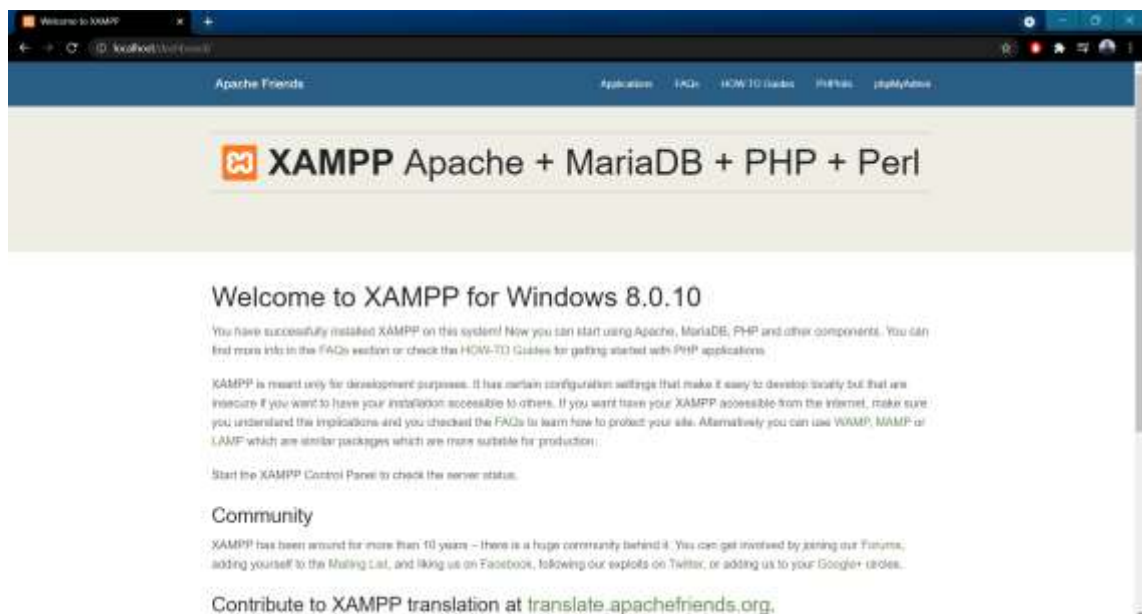 Welcome to XAMPP
localhost/dashboard/
Apache Friends
Applications FAQs HOW-TO Guides PHPInfo phpMyAdmin
XAMPP Apache + MariaDB + PHP + Perl
Welcome to XAMPP for Windows 8.0.10
You have successfully installed XAMPP on this system! Now you can start using Apache, MariaDB, PHP and other components. You can
find more info in the FAQs section or check the HOW-TO Guides for getting started with PHP applications.
XAMPP is meant only for development purposes. It has certain configuration settings that make it easy to develop locally but that are
insecure if you want to have your installation accessible to others. If you want have your XAMPP accessible from the internet, make sure
you understand the implications and you checked the FAQs to learn how to protect your site. Alternatively you can use WAMP, MAMP or
LAMP which are similar packages which are more suitable for production.
Start the XAMPP Control Panel to check the server status.
Community
XAMPP has been around for more than 10 years – there is a huge community behind it. You can get involved by joining our Forums,
adding yourself to the Mailing List, and liking us on Facebook, following our exploits on Twitter, or adding us to your Google+ circles.
Contribute to XAMPP translation at translate.apachefriends.org.